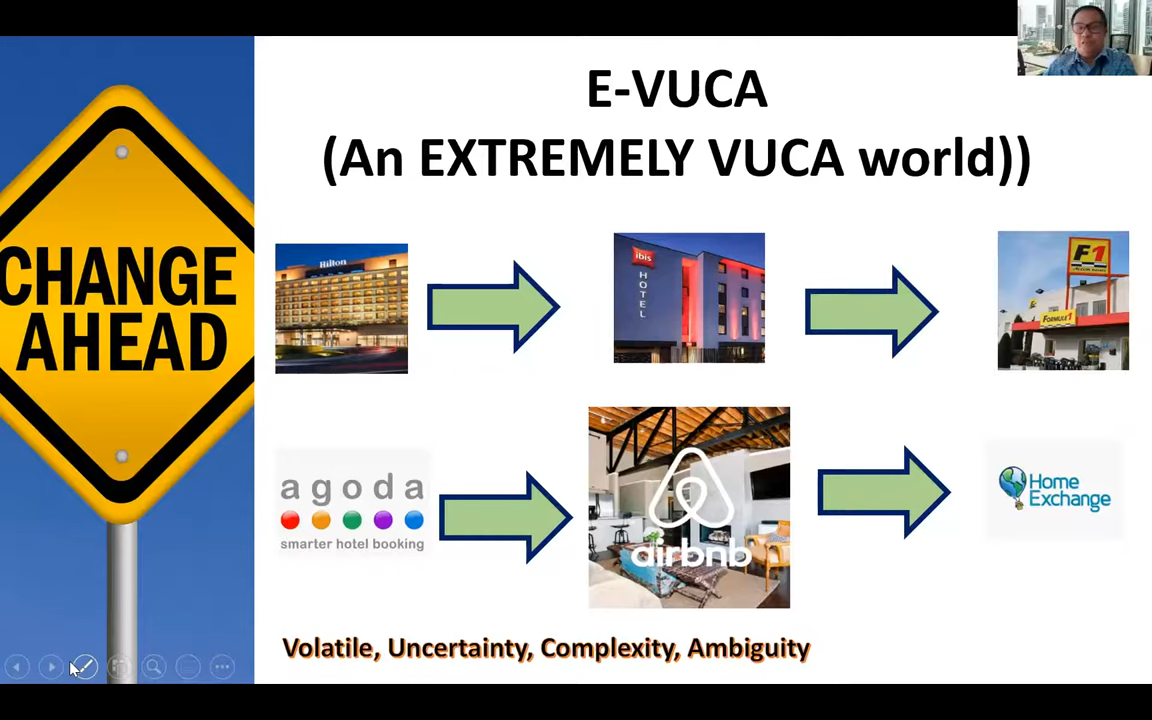 E-VUCA
(An EXTREMELY VUCA world))
CHANGE
AHEAD
Hilton
ibis
HOTEL
F1
FORMULE1
agoda
smarter hotel booking
airbnb
Home
Exchange
Volatile, Uncertainty, Complexity, Ambiguity